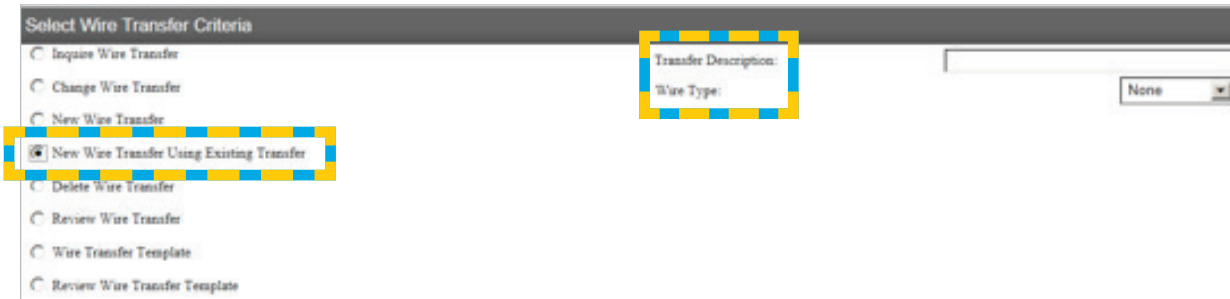 Select Wire Transfer Criteria
Inquire Wire Transfer
Change Wire Transfer
New Wire Transfer
New Wire Transfer Using Existing Transfer
Delete Wire Transfer
Review Wire Transfer
Wire Transfer Template
Review Wire Transfer Template
Transfer Description:
Wire Type:
None